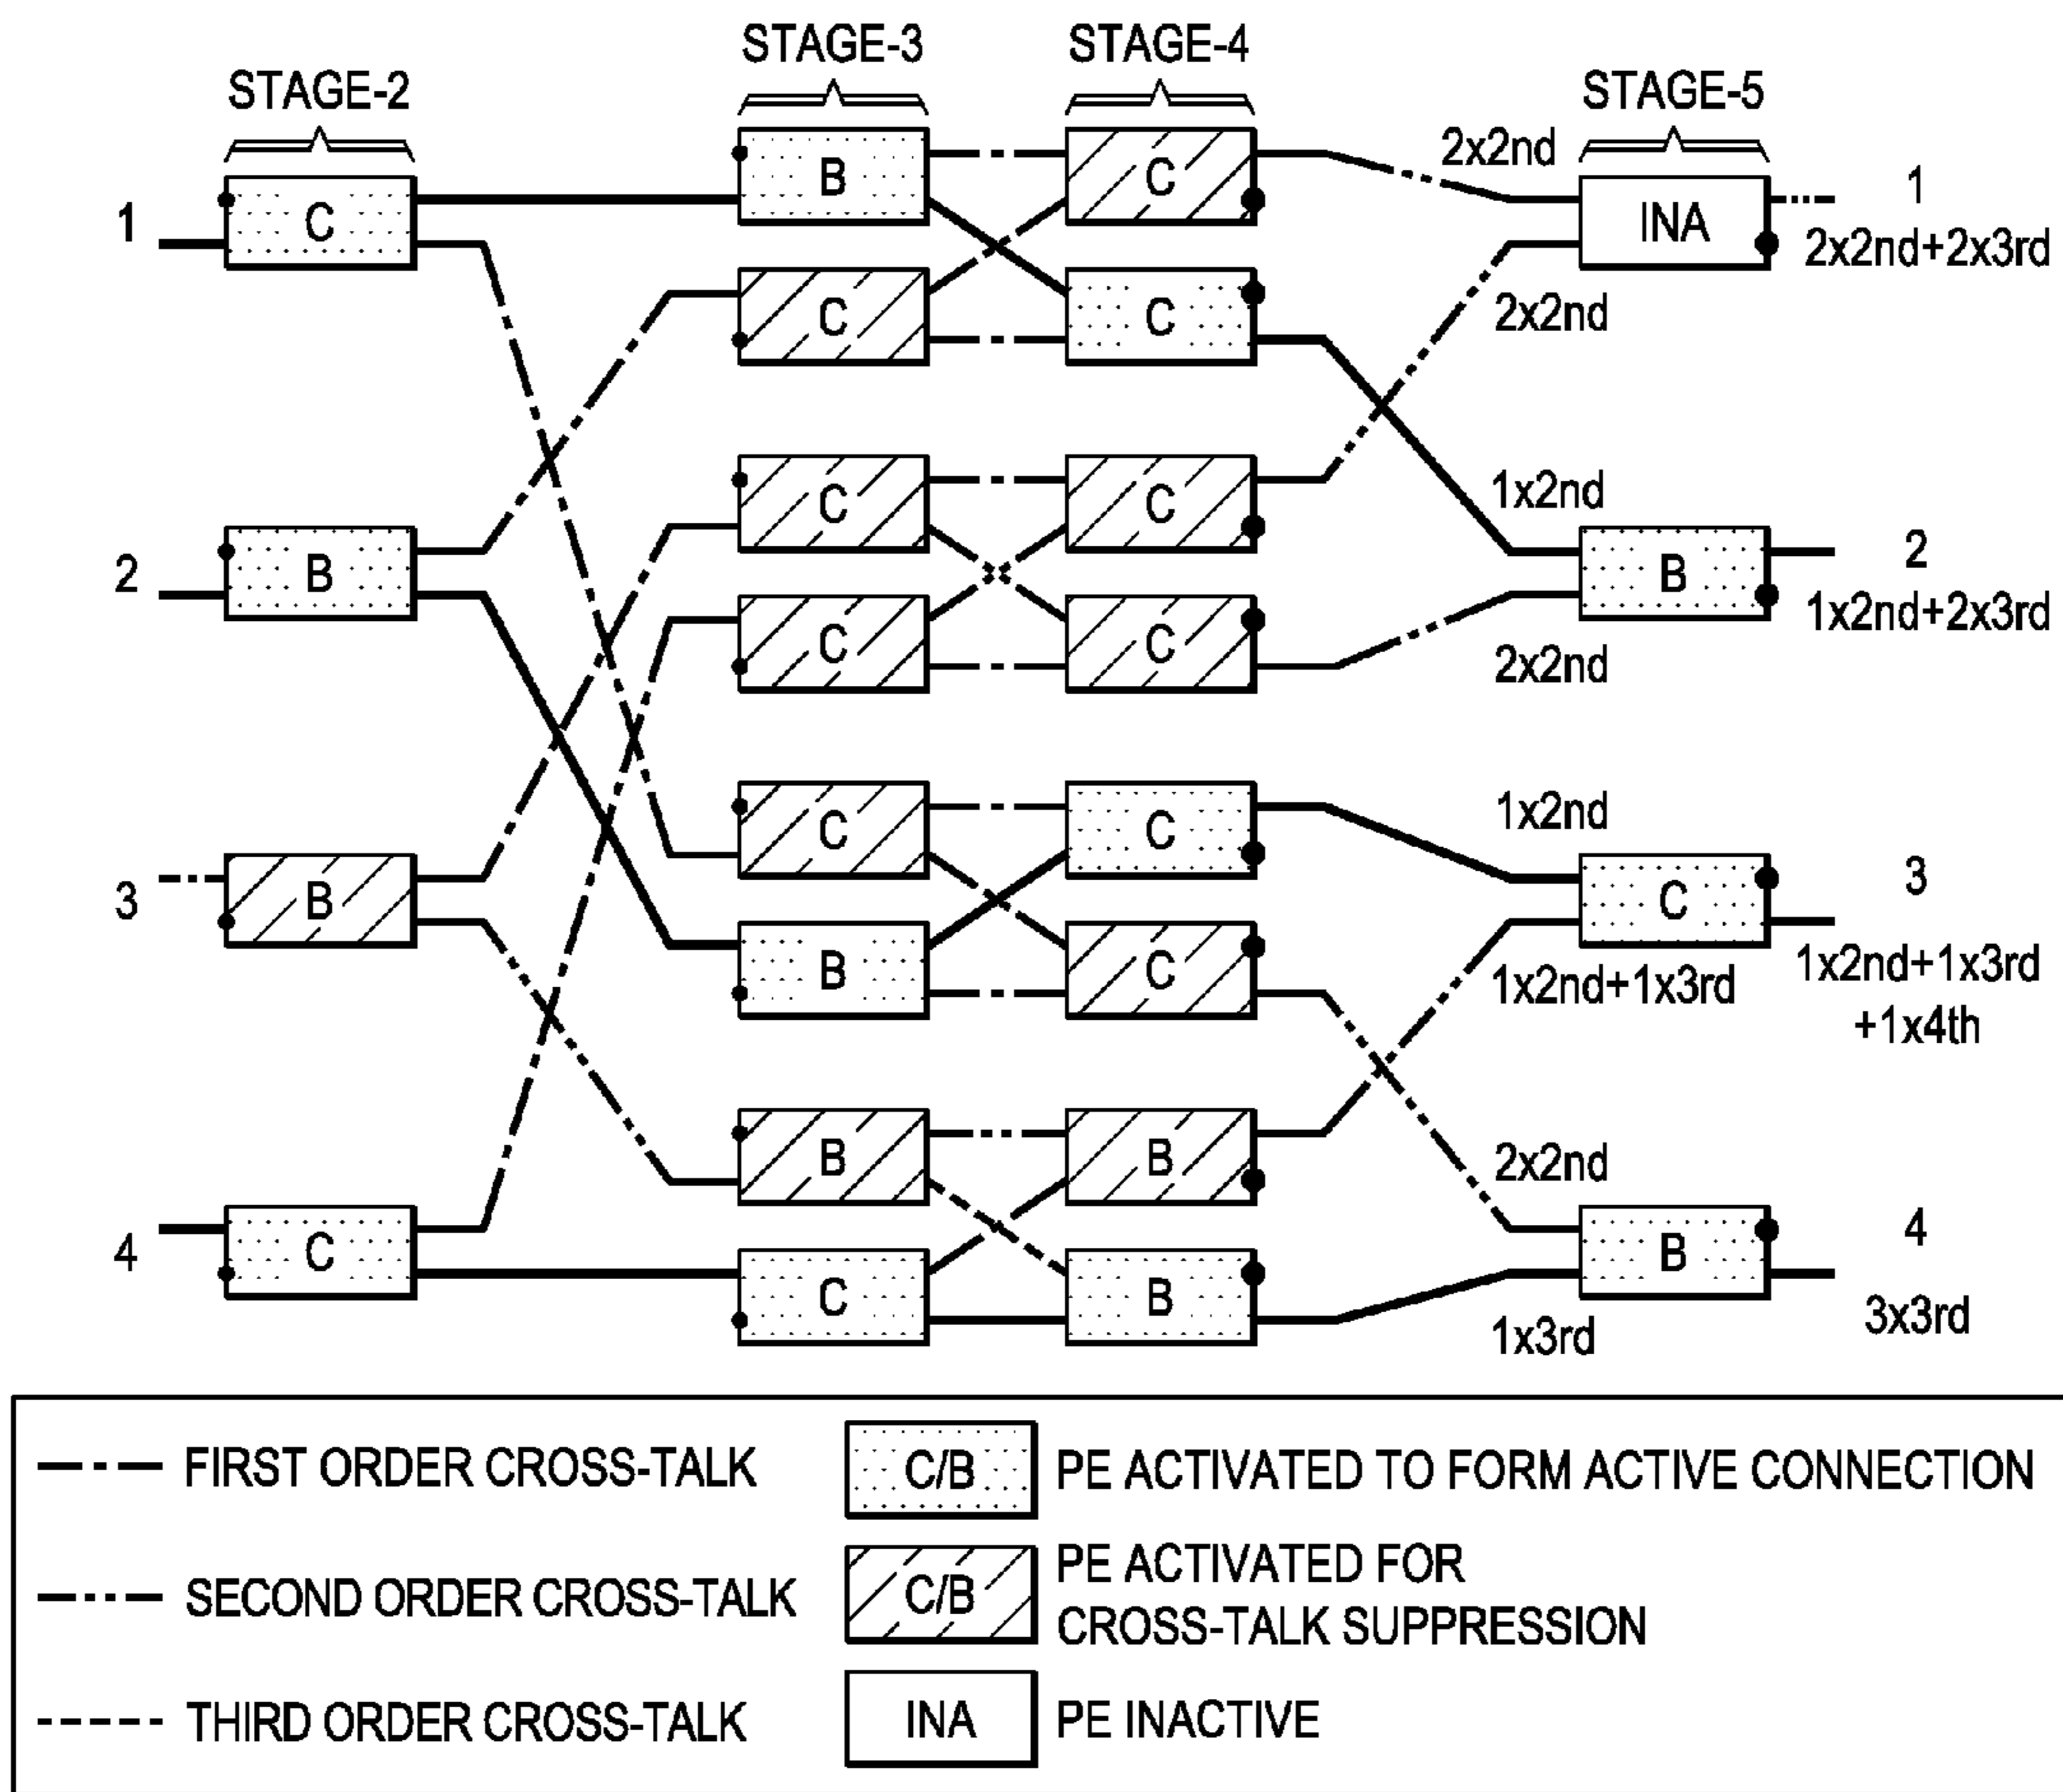 STAGE-2
STAGE-3
STAGE-4
STAGE-5
1
C
2
B
3
B
4
C
B
C
C
C
C
B
B
C
C
C
C
C
C
C
B
B
2x2nd
2x2nd
1x2nd
2x2nd
1x2nd
1x2nd+1x3rd
2x2nd
1x3rd
INA
B
C
B
1
2x2nd+2x3rd
2
1x2nd+2x3rd
3
1x2nd+1x3rd
+1x4th
4
3x3rd
FIRST ORDER CROSS-TALK
SECOND ORDER CROSS-TALK
THIRD ORDER CROSS-TALK
C/B
PE ACTIVATED TO FORM ACTIVE CONNECTION
C/B
PE ACTIVATED FOR
CROSS-TALK SUPPRESSION
INA
PE INACTIVE